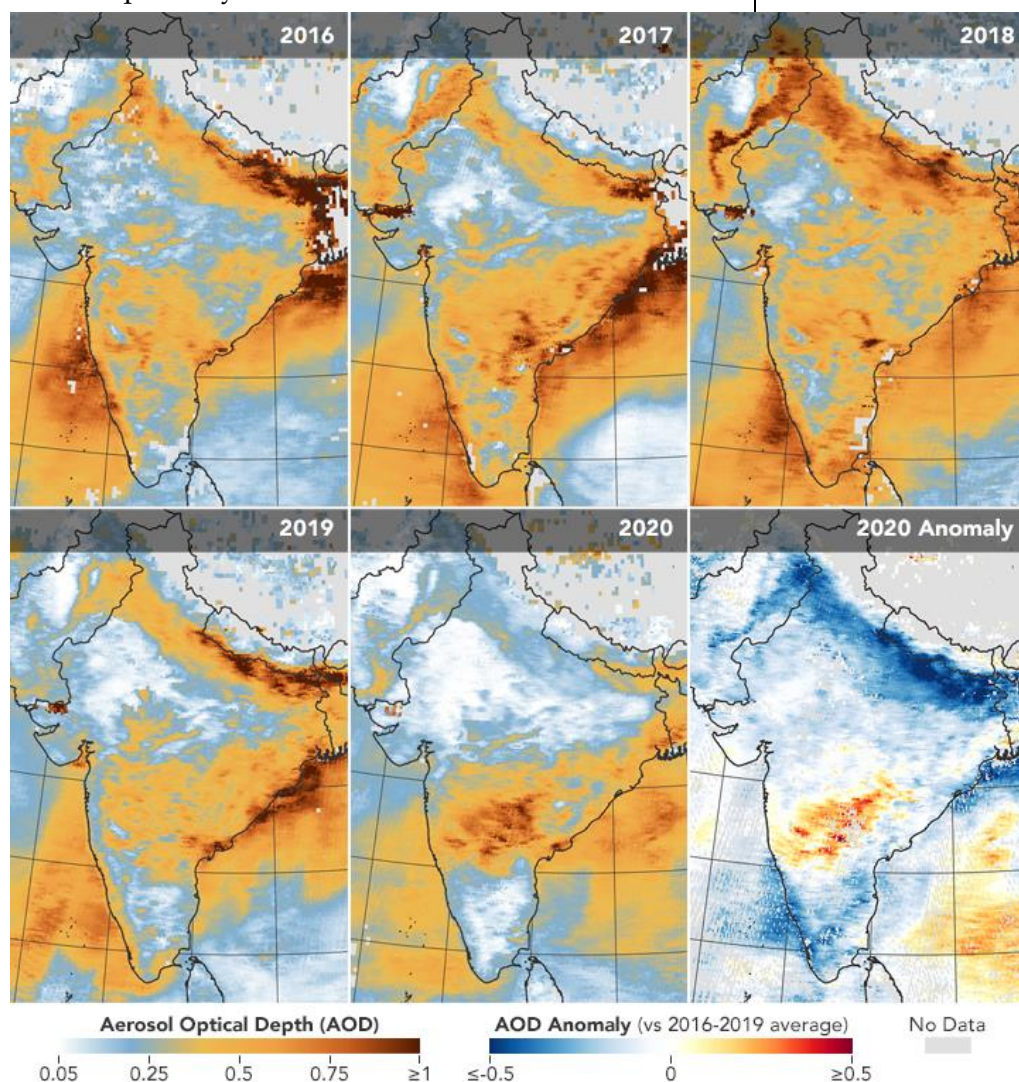 2016
2017
2018
2019
2020
2020 Anomaly
Aerosol Optical Depth (AOD)
0.05 0.25 0.5 0.75 ≥1
AOD Anomaly (vs 2016-2019 average)
≤-0.5 0 ≥0.5
No Data